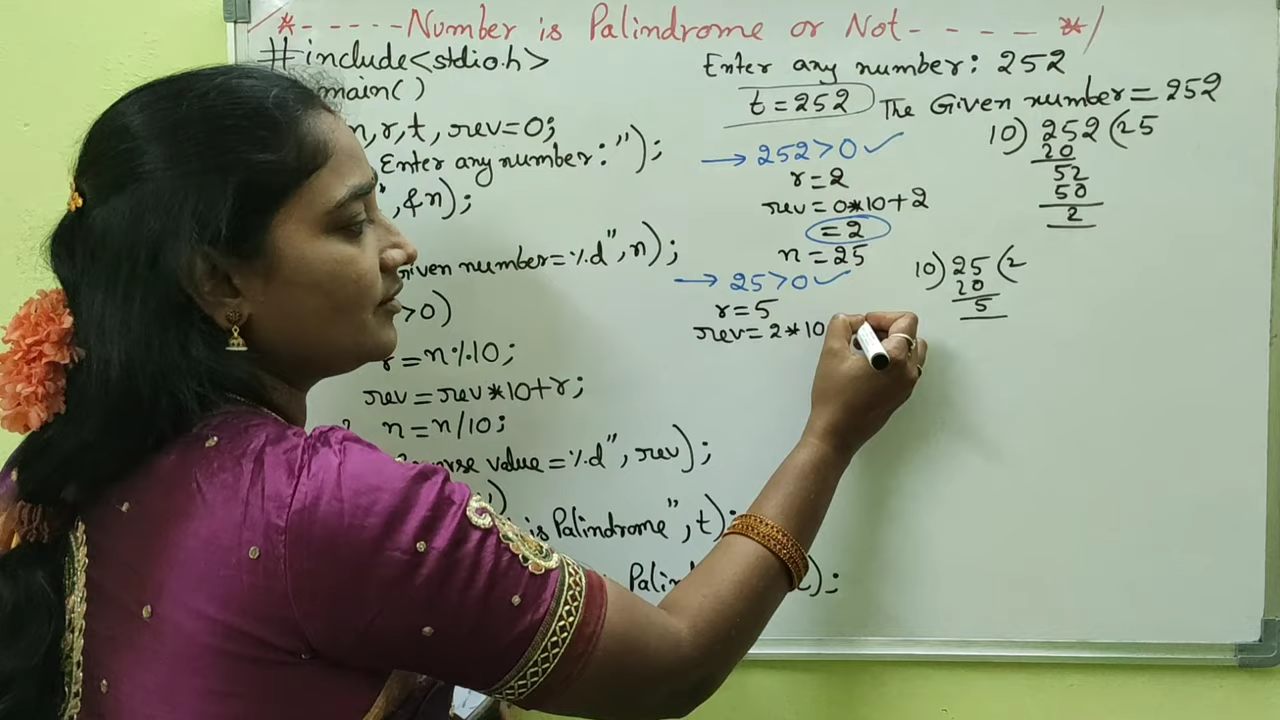 /*-----Number is Palindrome or Not-----*/
#include<stdio.h>
main()
n,r,t,rev=0;
Enter any number:");
,&n);
Given number=%d",n);
>0)
r=n%10;
rev=rev*10+r;
n=n/10;
value=%d",rev);
is Palindrome",t);
);
Enter any number: 252
t=252
The Given number=252
→ 252>0 ✓
r=2
rev=0*10+2
=2
n=25
→ 25>0 ✓
r=5
rev=2*10
10)252(25
20
52
50
2
10)25(2
20
5